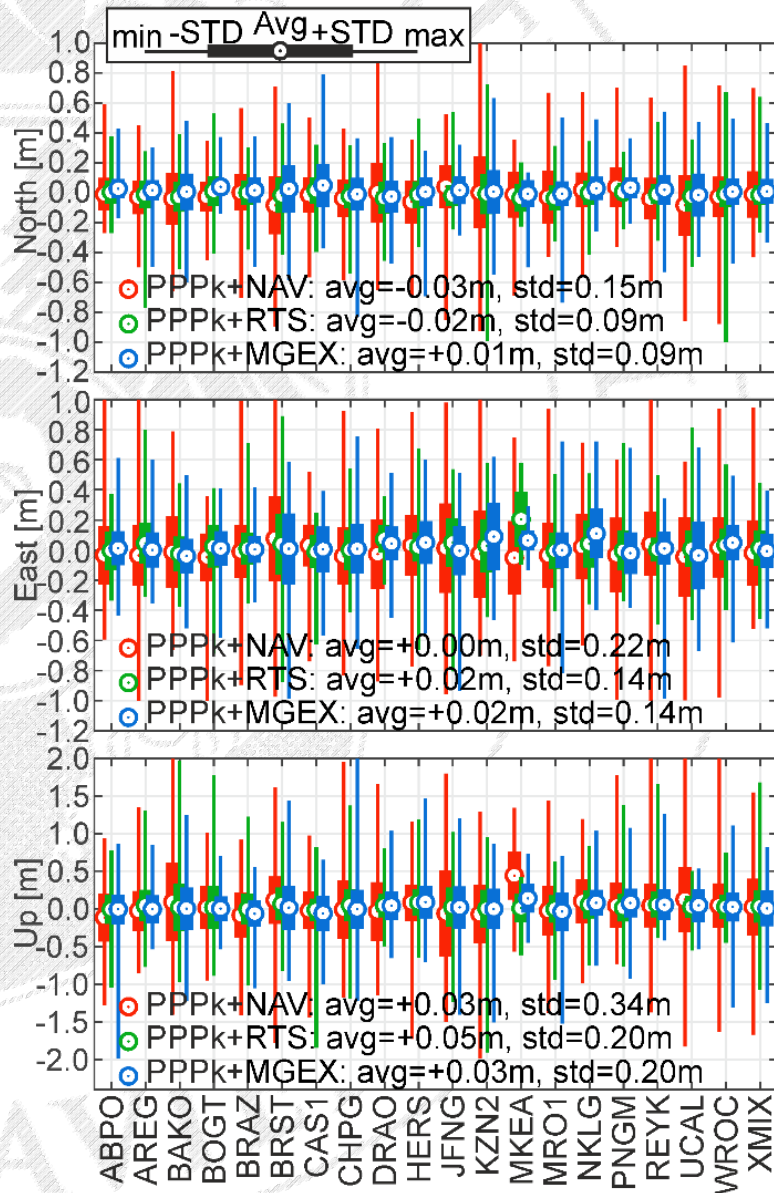 min -STD Avg +STD max
North [m]
1.0
0.8
0.6
0.4
0.2
0.0
-0.2
-0.4
-0.6
-0.8
-1.0
-1.2
PPPk+NAV: avg=-0.03m, std=0.15m
PPPk+RTS: avg=-0.02m, std=0.09m
PPPk+MGEX: avg=+0.01m, std=0.09m
East [m]
1.0
0.8
0.6
0.4
0.2
0.0
-0.2
-0.4
-0.6
-0.8
-1.0
-1.2
PPPk+NAV: avg=+0.00m, std=0.22m
PPPk+RTS: avg=+0.02m, std=0.14m
PPPk+MGEX: avg=+0.02m, std=0.14m
Up [m]
2.0
1.5
1.0
0.5
0.0
-0.5
-1.0
-1.5
-2.0
PPPk+NAV: avg=+0.03m, std=0.34m
PPPk+RTS: avg=+0.05m, std=0.20m
PPPk+MGEX: avg=+0.03m, std=0.20m
ABPO
AREG
BAKO
BOGT
BRAZ
BRST
CAS1
CHPG
DRAO
HERS
JFNG
KZN2
MKEA
MRO1
NKLG
PNGM
REYK
UCAL
WROC
XMIX